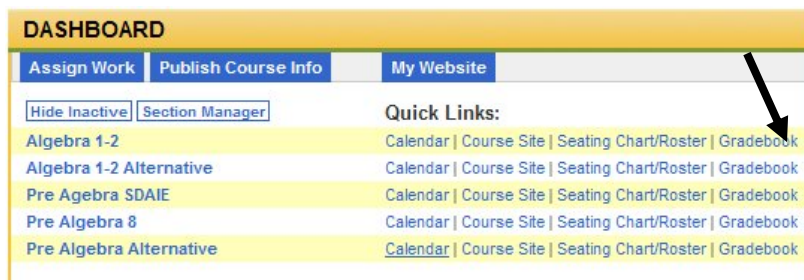 DASHBOARD
Assign Work Publish Course Info My Website
Hide Inactive Section Manager Quick Links:
Algebra 1-2 Calendar | Course Site | Seating Chart/Roster | Gradebook
Algebra 1-2 Alternative Calendar | Course Site | Seating Chart/Roster | Gradebook
Pre Agebra SDAIE Calendar | Course Site | Seating Chart/Roster | Gradebook
Pre Algebra 8 Calendar | Course Site | Seating Chart/Roster | Gradebook
Pre Algebra Alternative Calendar | Course Site | Seating Chart/Roster | Gradebook